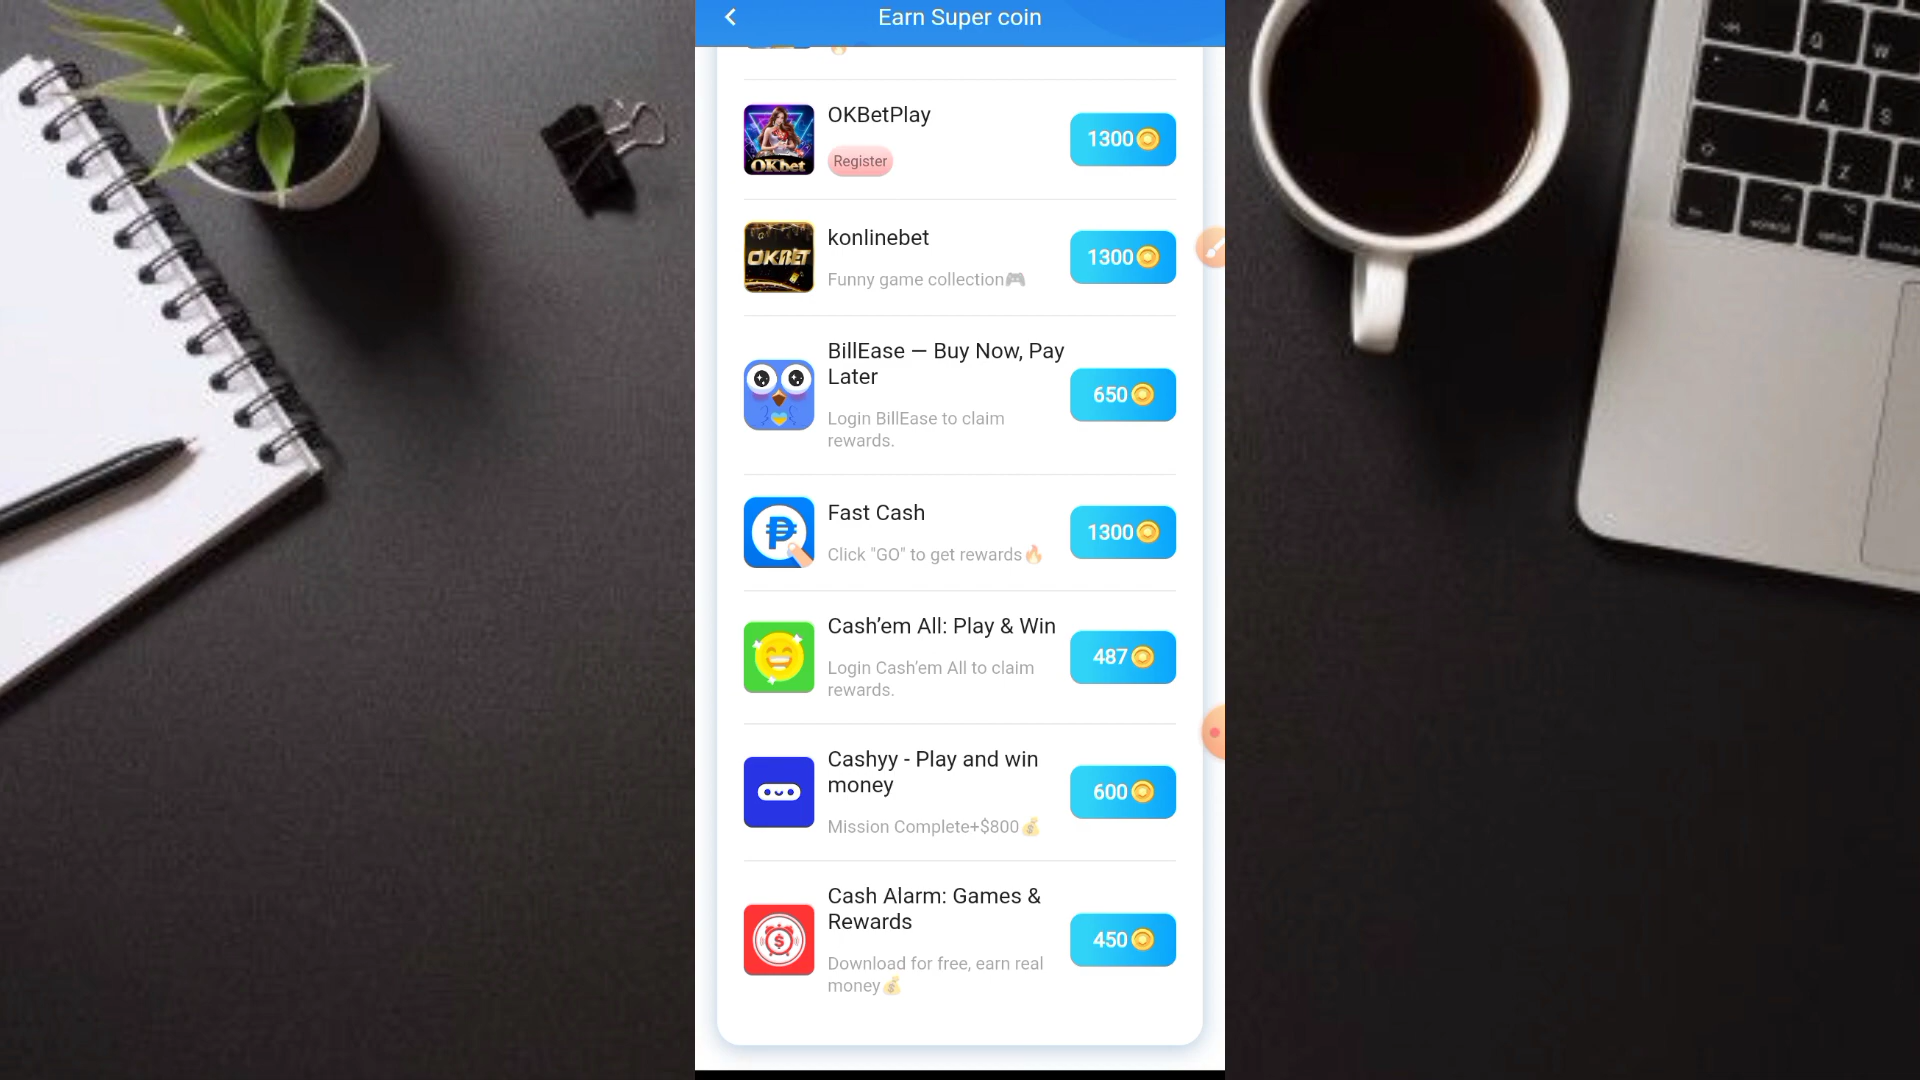 Earn Super coin
OKBetPlay
Register
1300
OKbet
konlinebet
Funny game collection🎮
1300
OKBET
BillEase — Buy Now, Pay
Later
Login BillEase to claim
rewards.
650
Fast Cash
Click "GO" to get rewards🔥
1300
Cash’em All: Play & Win
Login Cash’em All to claim
rewards.
487
Cashyy - Play and win
money
Mission Complete+$800💰
600
Cash Alarm: Games &
Rewards
Download for free, earn real
money💰
450
Q
W
A
S
Z
X